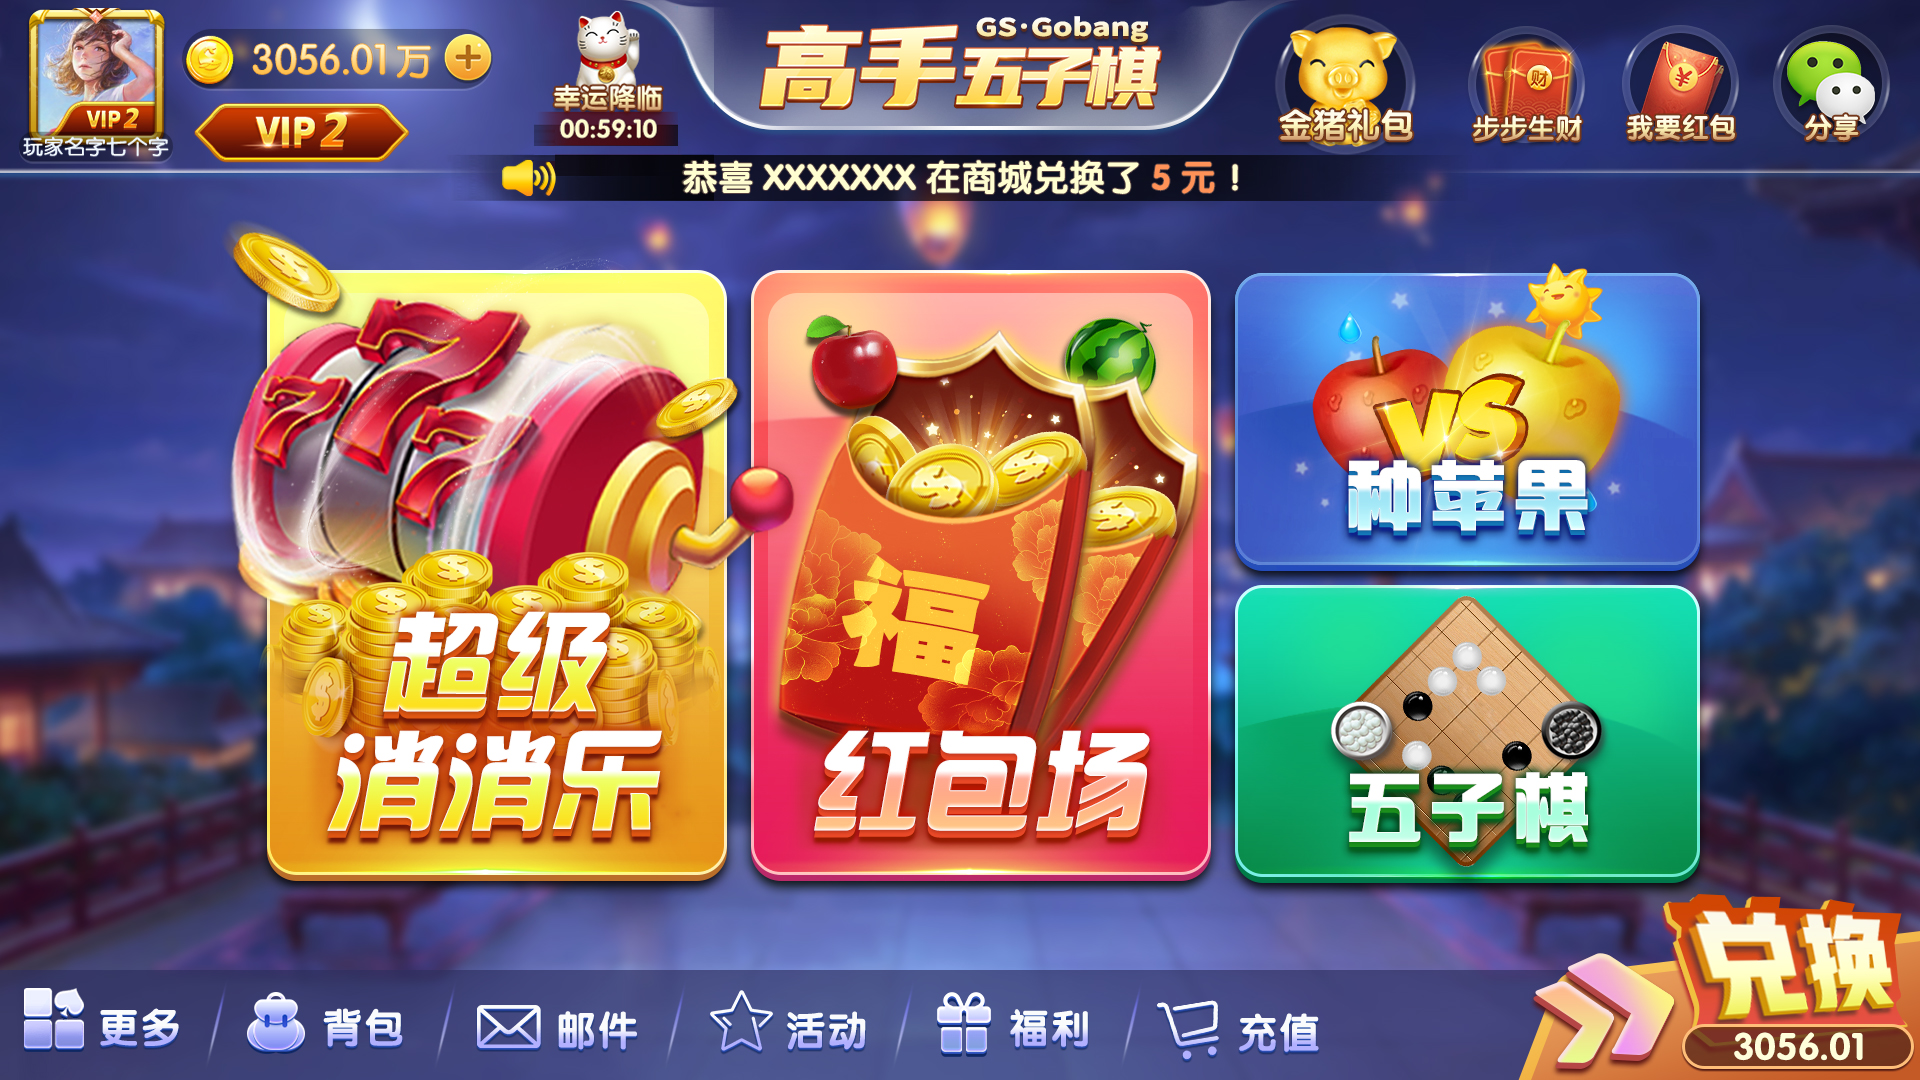 VIP 2
玩家名字七个字
3056.01万
VIP 2
幸运降临
00:59:10
GS·Gobang
高手五子棋
金猪礼包
财
步步生财
¥
我要红包
分享
恭喜 XXXXXXX 在商城兑换了 5 元！
777
超级
消消乐
福
红包场
VS
种苹果
五子棋
更多
背包
邮件
活动
福利
充值
兑换
3056.01